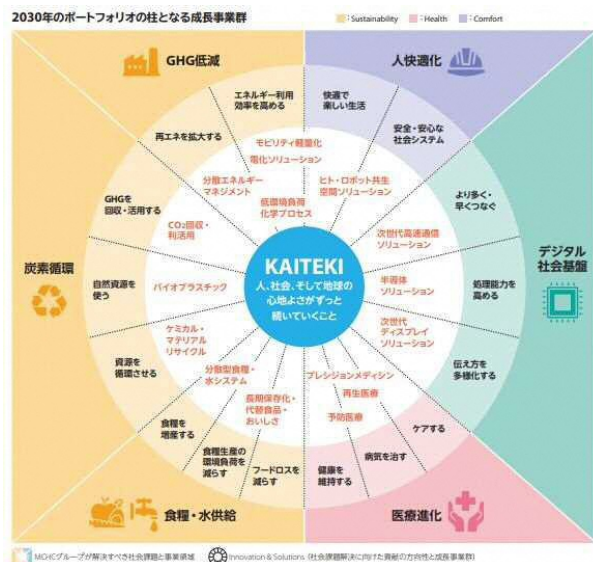 2030年のポートフォリオの柱となる成長事業群
: Sustainability
: Health
: Comfort
GHG低減
人快適化
エネルギー利用
効率を高める
快適で
楽しい生活
再エネを拡大する
安全・安心な
社会システム
モビリティ軽量化
電化ソリューション
分散エネルギー
マネジメント
ヒト・ロボット共生
空間ソリューション
低環境負荷
化学プロセス
GHGを
回収・活用する
より多く・
早くつなぐ
CO₂回収・
利活用
次世代高速通信
ソリューション
炭素循環
デジタル
社会基盤
KAITEKI
人、社会、そして地球の
心地よさがずっと
続いていくこと
自然資源を
使う
バイオプラスチック
半導体
ソリューション
処理能力を
高める
ケミカル・
マテリアル
リサイクル
次世代
ディスプレイ
ソリューション
資源を
循環させる
伝え方を
多様化する
分散型食糧・
水システム
プレシジョンメディシン
長期保存化・
代替食品・
おいしさ
再生医療
予防医療
食糧を
増産する
ケアする
食糧生産の
環境負荷を
減らす
フードロスを
減らす
健康を
維持する
病気を治す
食糧・水供給
医療進化
MCHCグループが解決すべき社会課題と事業領域
Innovation & Solutions（社会課題解決に向けた貢献の方向性と成長事業群）